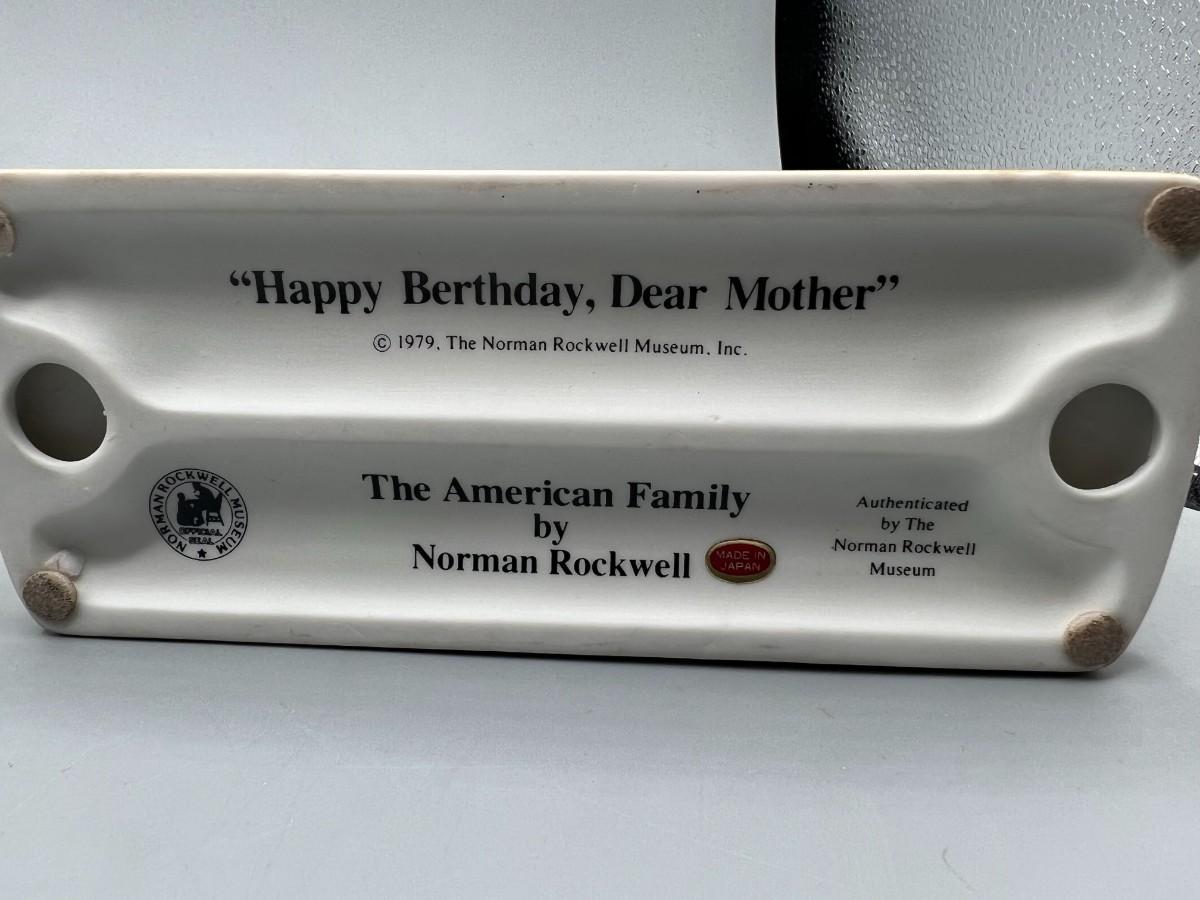 “Happy Berthday, Dear Mother”
© 1979, The Norman Rockwell Museum, Inc.
NORMAN ROCKWELL MUSEUM
OFFICIAL
SEAL
The American Family
by
Norman Rockwell
MADE IN
JAPAN
Authenticated
by The
Norman Rockwell
Museum